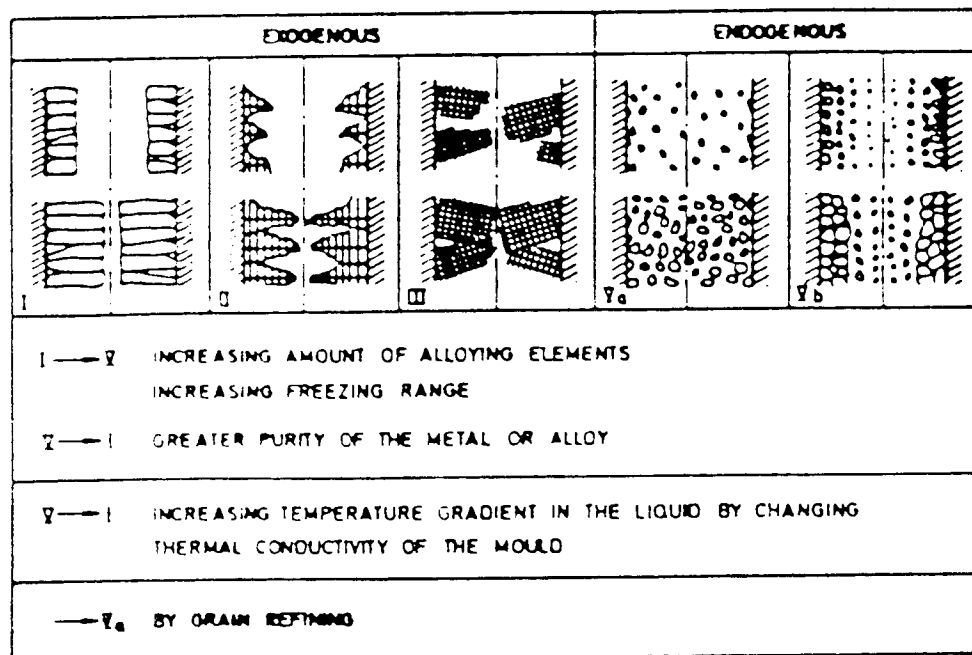 EXOGENOUS ENDOGENOUS
I II III Va Vb
I → V INCREASING AMOUNT OF ALLOYING ELEMENTS
INCREASING FREEZING RANGE
V → I GREATER PURITY OF THE METAL OR ALLOY
V → I INCREASING TEMPERATURE GRADIENT IN THE LIQUID BY CHANGING
THERMAL CONDUCTIVITY OF THE MOULD
→ Va BY GRAIN REFINING